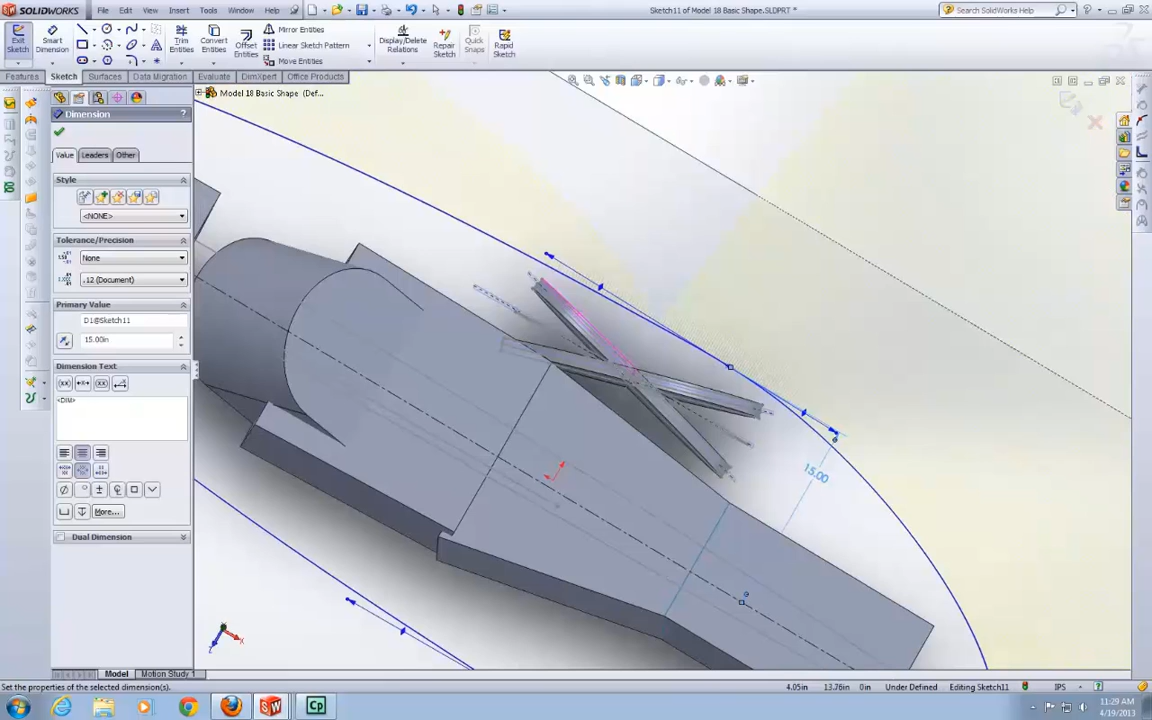 SOLIDWORKS File Edit View Insert Tools Window Help
Sketch11 of Model 18 Basic Shape.SLDPRT *
Search SolidWorks Help
Exit Sketch
Smart Dimension
Trim Entities
Convert Entities
Offset Entities
Mirror Entities
Linear Sketch Pattern
Move Entities
Display/Delete Relations
Repair Sketch
Quick Snaps
Rapid Sketch
Features Sketch Surfaces Data Migration Evaluate DimXpert Office Products
Model 18 Basic Shape (Def...
Dimension
?
Value Leaders Other
Style
<NONE>
Tolerance/Precision
None
.12 (Document)
Primary Value
D1@Sketch11
15.00in
Dimension Text
<DIM>
More...
Dual Dimension
15.00
X
Z
Model Motion Study 1
Set the properties of the selected dimension(s).
4.05in 13.76in 0in Under Defined Editing Sketch11 IPS
Cp
11:29 AM
4/19/2013